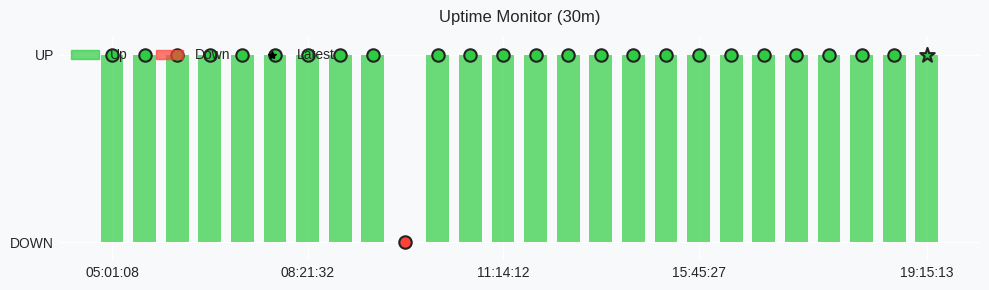 Uptime Monitor (30m)
UP
Up Down Latest
DOWN
05:01:08 08:21:32 11:14:12 15:45:27 19:15:13